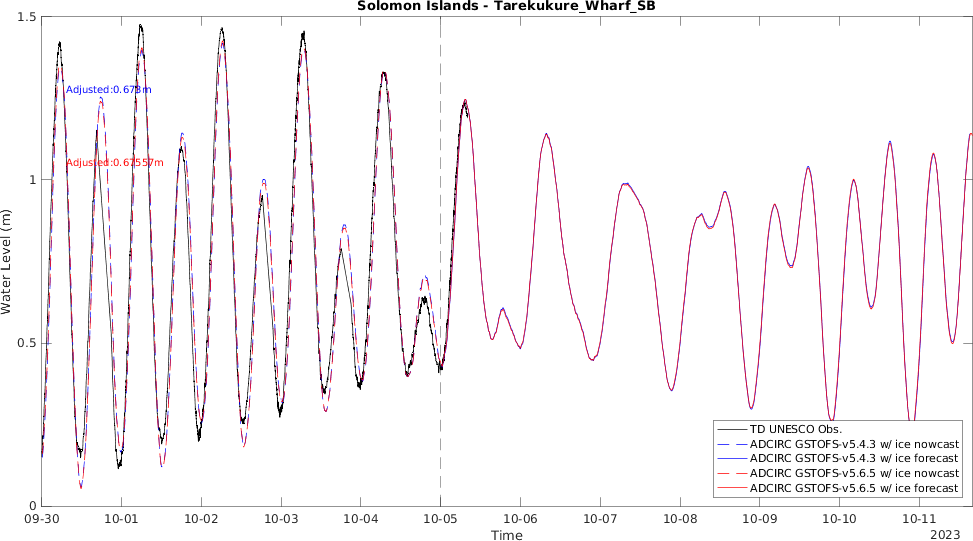 Solomon Islands - Tarekukure_Wharf_SB
Water Level (m)
1.5
1
0.5
0
Adjusted:0.673m
Adjusted:0.67557m
TD UNESCO Obs.
ADCIRC GSTOFS-v5.4.3 w/ ice nowcast
ADCIRC GSTOFS-v5.4.3 w/ ice forecast
ADCIRC GSTOFS-v5.6.5 w/ ice nowcast
ADCIRC GSTOFS-v5.6.5 w/ ice forecast
09-30 10-01 10-02 10-03 10-04 10-05 10-06 10-07 10-08 10-09 10-10 10-11
Time
2023